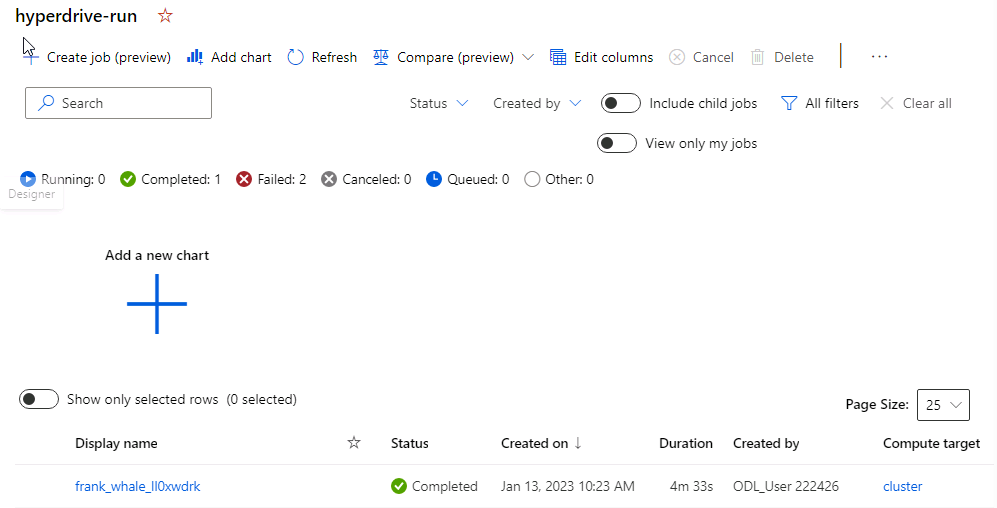 hyperdrive-run
Create job (preview) Add chart Refresh Compare (preview) Edit columns Cancel Delete ...
Search Status Created by Include child jobs All filters Clear all
View only my jobs
Running: 0 Completed: 1 Failed: 2 Canceled: 0 Queued: 0 Other: 0
Designer
Add a new chart
Show only selected rows (0 selected) Page Size: 25
Display name Status Created on ↓ Duration Created by Compute target
frank_whale_ll0xwdrk Completed Jan 13, 2023 10:23 AM 4m 33s ODL_User 222426 cluster